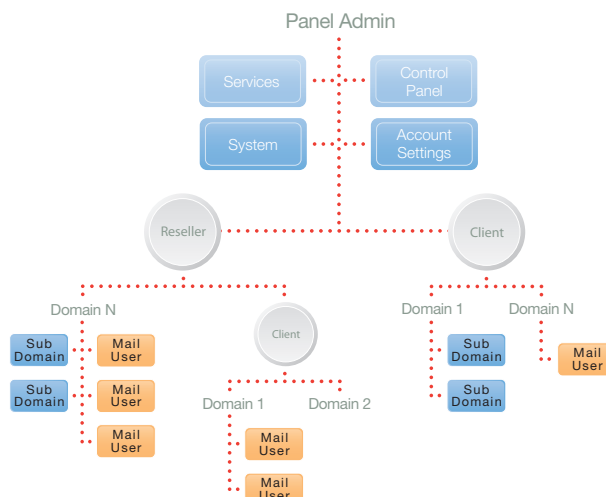 Panel Admin
Services
Control
Panel
System
Account
Settings
Reseller
Client
Domain N
Sub
Domain
Mail
User
Sub
Domain
Mail
User
Mail
User
Client
Domain 1
Domain 2
Mail
User
Mail
User
Domain 1
Domain N
Sub
Domain
Mail
User
Sub
Domain